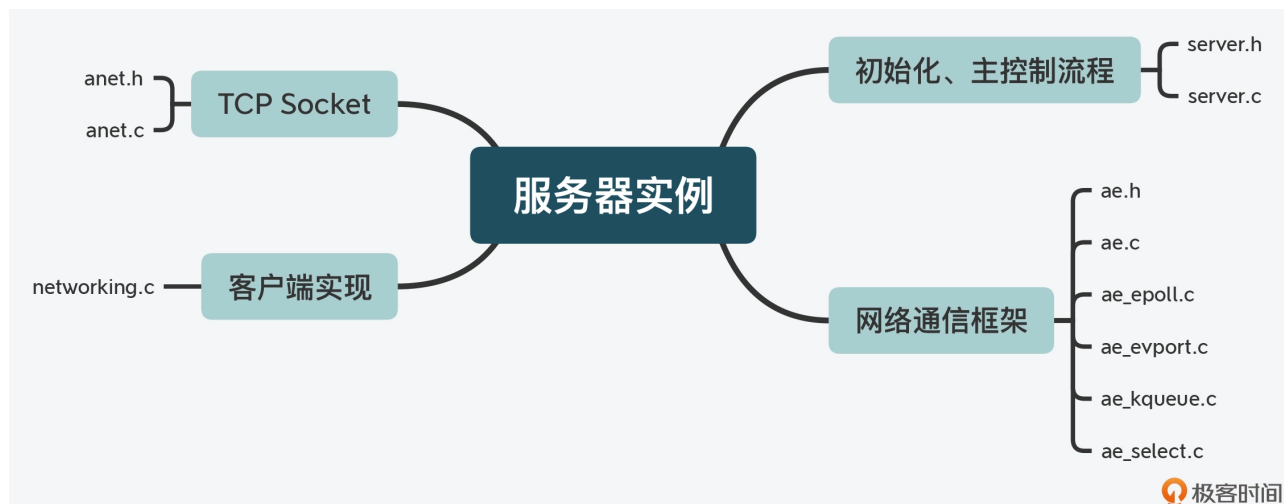 服务器实例
TCP Socket
anet.h
anet.c
客户端实现
networking.c
初始化、主控制流程
server.h
server.c
网络通信框架
ae.h
ae.c
ae_epoll.c
ae_evport.c
ae_kqueue.c
ae_select.c
极客时间